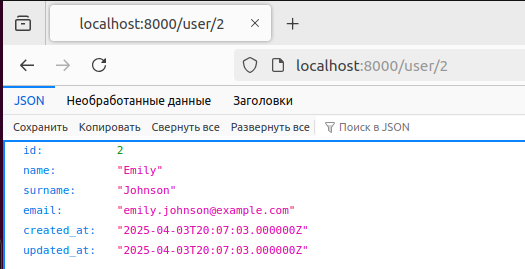 localhost:8000/user/2
localhost:8000/user/2
JSON Необработанные данные Заголовки
Сохранить Копировать Свернуть все Развернуть все Поиск в JSON
id: 2
name: "Emily"
surname: "Johnson"
email: "emily.johnson@example.com"
created_at: "2025-04-03T20:07:03.000000Z"
updated_at: "2025-04-03T20:07:03.000000Z"